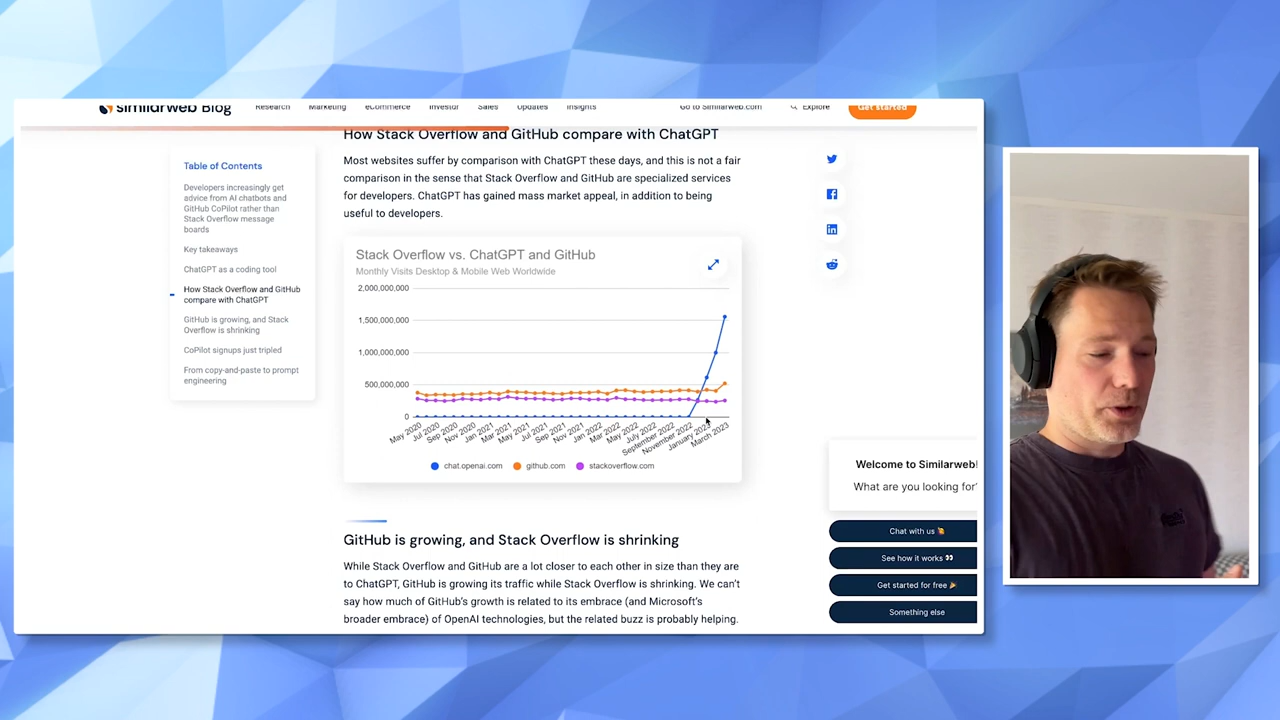 similarweb Blog
Research
Marketing
eCommerce
Investor
Sales
Updates
Insights
Go to Similarweb.com
Explore
Get started
Table of Contents
Developers increasingly get
advice from AI chatbots and
GitHub CoPilot rather than
Stack Overflow message
boards
Key takeaways
ChatGPT as a coding tool
How Stack Overflow and GitHub
compare with ChatGPT
GitHub is growing, and Stack
Overflow is shrinking
CoPilot signups just tripled
From copy-and-paste to prompt
engineering
How Stack Overflow and GitHub compare with ChatGPT
Most websites suffer by comparison with ChatGPT these days, and this is not a fair
comparison in the sense that Stack Overflow and GitHub are specialized services
for developers. ChatGPT has gained mass market appeal, in addition to being
useful to developers.
Stack Overflow vs. ChatGPT and GitHub
Monthly Visits Desktop & Mobile Web Worldwide
2,000,000,000
1,500,000,000
1,000,000,000
500,000,000
0
May 2020
Jul 2020
Sep 2020
Nov 2020
Jan 2021
Mar 2021
May 2021
Jul 2021
Sep 2021
Nov 2021
Jan 2022
Mar 2022
May 2022
July 2022
September 2022
November 2022
January 2023
March 2023
chat.openai.com
github.com
stackoverflow.com
GitHub is growing, and Stack Overflow is shrinking
While Stack Overflow and GitHub are a lot closer to each other in size than they are
to ChatGPT, GitHub is growing its traffic while Stack Overflow is shrinking. We can't
say how much of GitHub's growth is related to its embrace (and Microsoft's
broader embrace) of OpenAI technologies, but the related buzz is probably helping.
Welcome to Similarweb!
What are you looking for?
Chat with us
See how it works
Get started for free
Something else